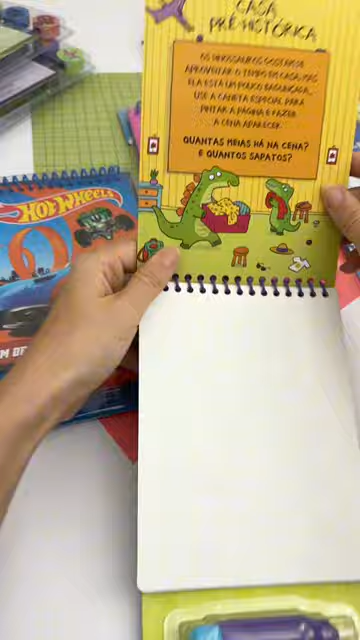 CASA
PRÉ-HISTÓRICA
OS DINOSSAUROS GOSTAM DE
APROVEITAR O TEMPO EM CASA, MAS
ELA ESTÁ UM POUCO BAGUNÇADA.
USE A CANETA ESPECIAL PARA
PINTAR A PÁGINA E FAZER
A CENA APARECER.
QUANTAS MEIAS HÁ NA CENA?
E QUANTOS SAPATOS?
HOT WHEELS